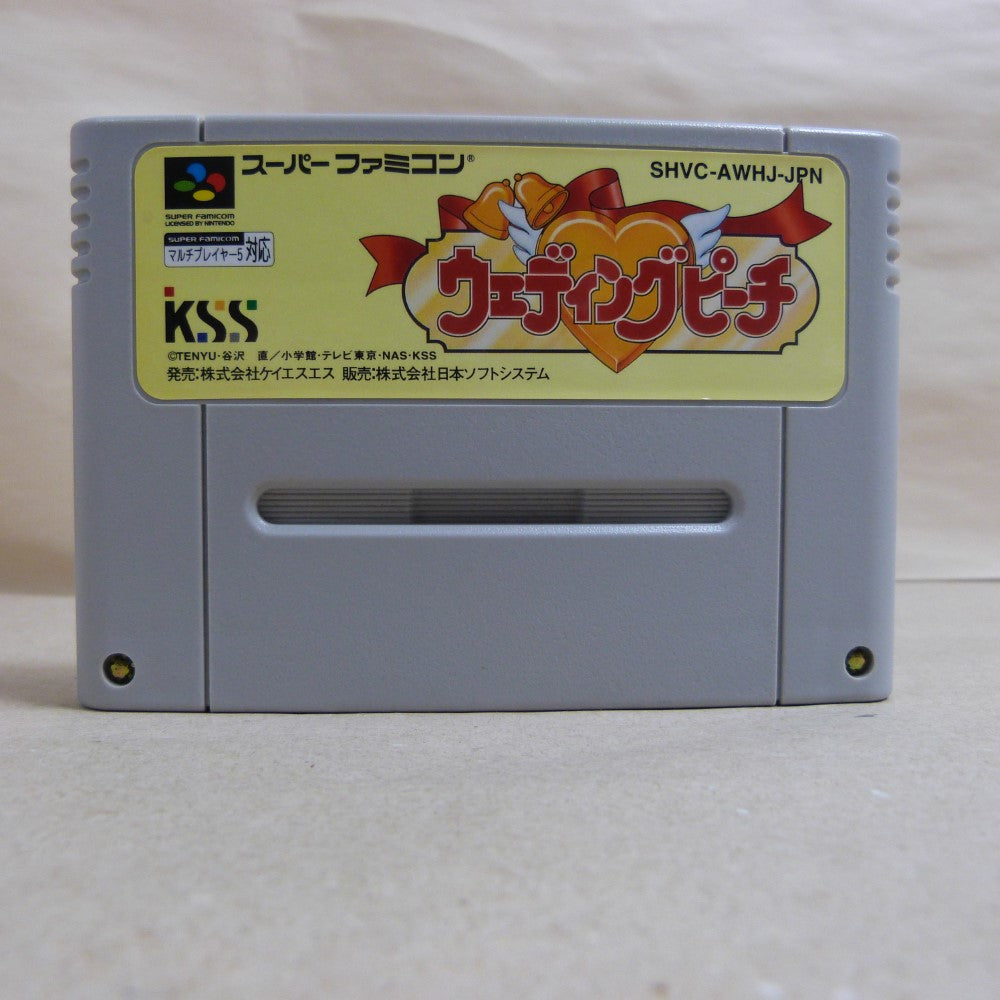 スーパーファミコン®
SHVC-AWHJ-JPN
SUPER FAMICOM
LICENSED BY NINTENDO
SUPER FAMICOM
マルチプレイヤー5対応
ウェディングピーチ
KSS
©TENYU・谷沢　直／小学館・テレビ東京・NAS・KSS
発売:株式会社ケイエスエス 販売:株式会社日本ソフトシステム